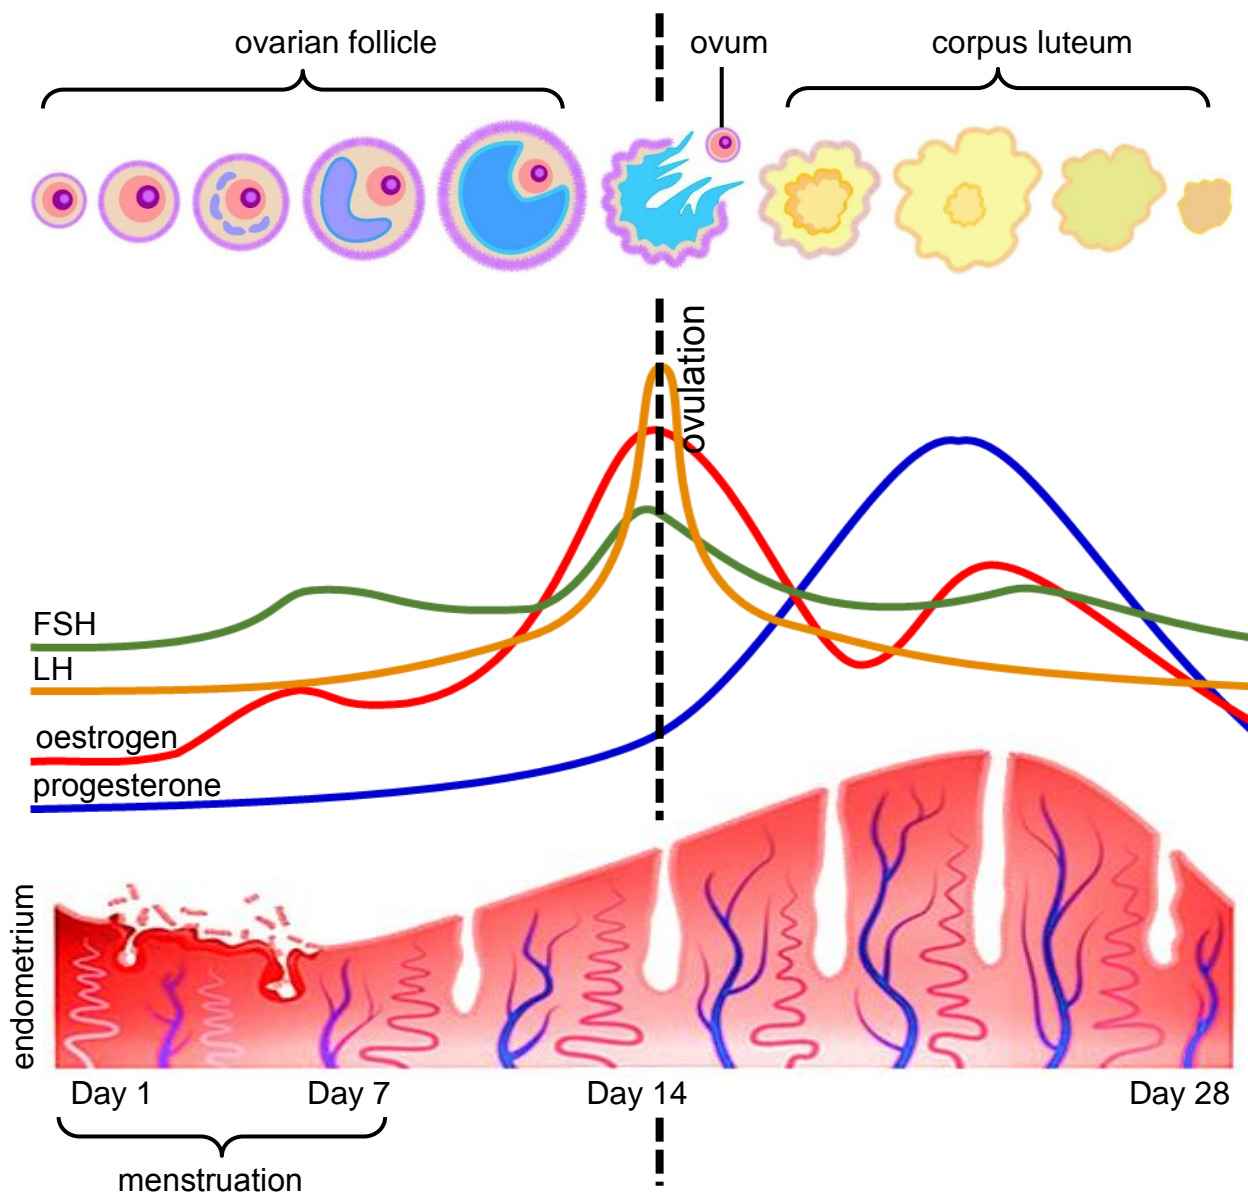 ovarian follicle
ovum
corpus luteum
ovulation
FSH
LH
oestrogen
progesterone
endometrium
Day 1
Day 7
Day 14
Day 28
menstruation